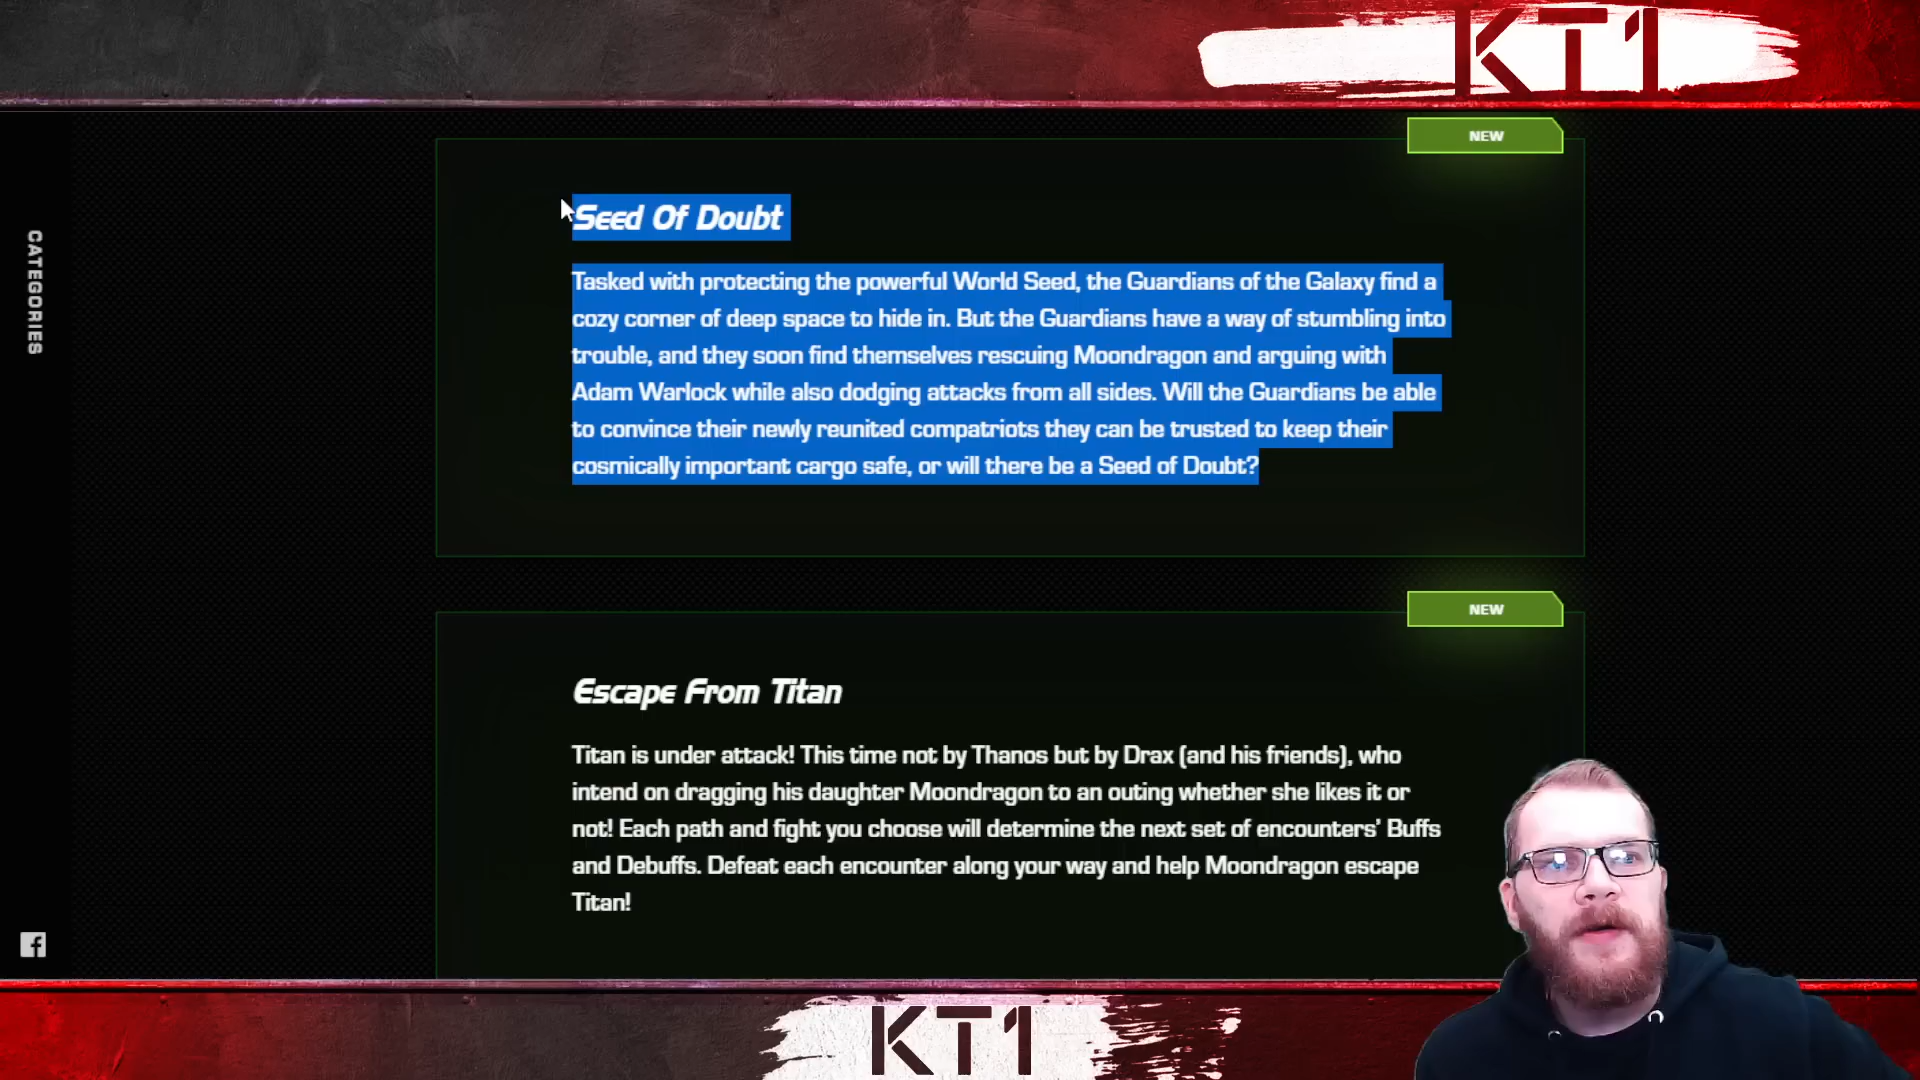 KT1
NEW
CATEGORIES
Seed Of Doubt
Tasked with protecting the powerful World Seed, the Guardians of the Galaxy find a
cozy corner of deep space to hide in. But the Guardians have a way of stumbling into
trouble, and they soon find themselves rescuing Moondragon and arguing with
Adam Warlock while also dodging attacks from all sides. Will the Guardians be able
to convince their newly reunited compatriots they can be trusted to keep their
cosmically important cargo safe, or will there be a Seed of Doubt?
NEW
Escape From Titan
Titan is under attack! This time not by Thanos but by Drax (and his friends), who
intend on dragging his daughter Moondragon to an outing whether she likes it or
not! Each path and fight you choose will determine the next set of encounters’ Buffs
and Debuffs. Defeat each encounter along your way and help Moondragon escape
Titan!
KT1